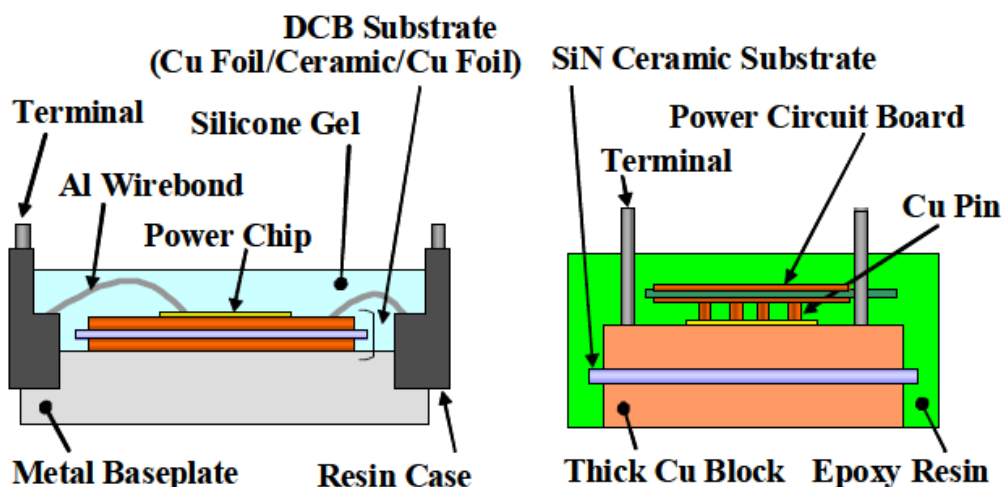 DCB Substrate
(Cu Foil/Ceramic/Cu Foil)
Terminal
Silicone Gel
Al Wirebond
Power Chip
Metal Baseplate
Resin Case
SiN Ceramic Substrate
Power Circuit Board
Terminal
Cu Pin
Thick Cu Block
Epoxy Resin